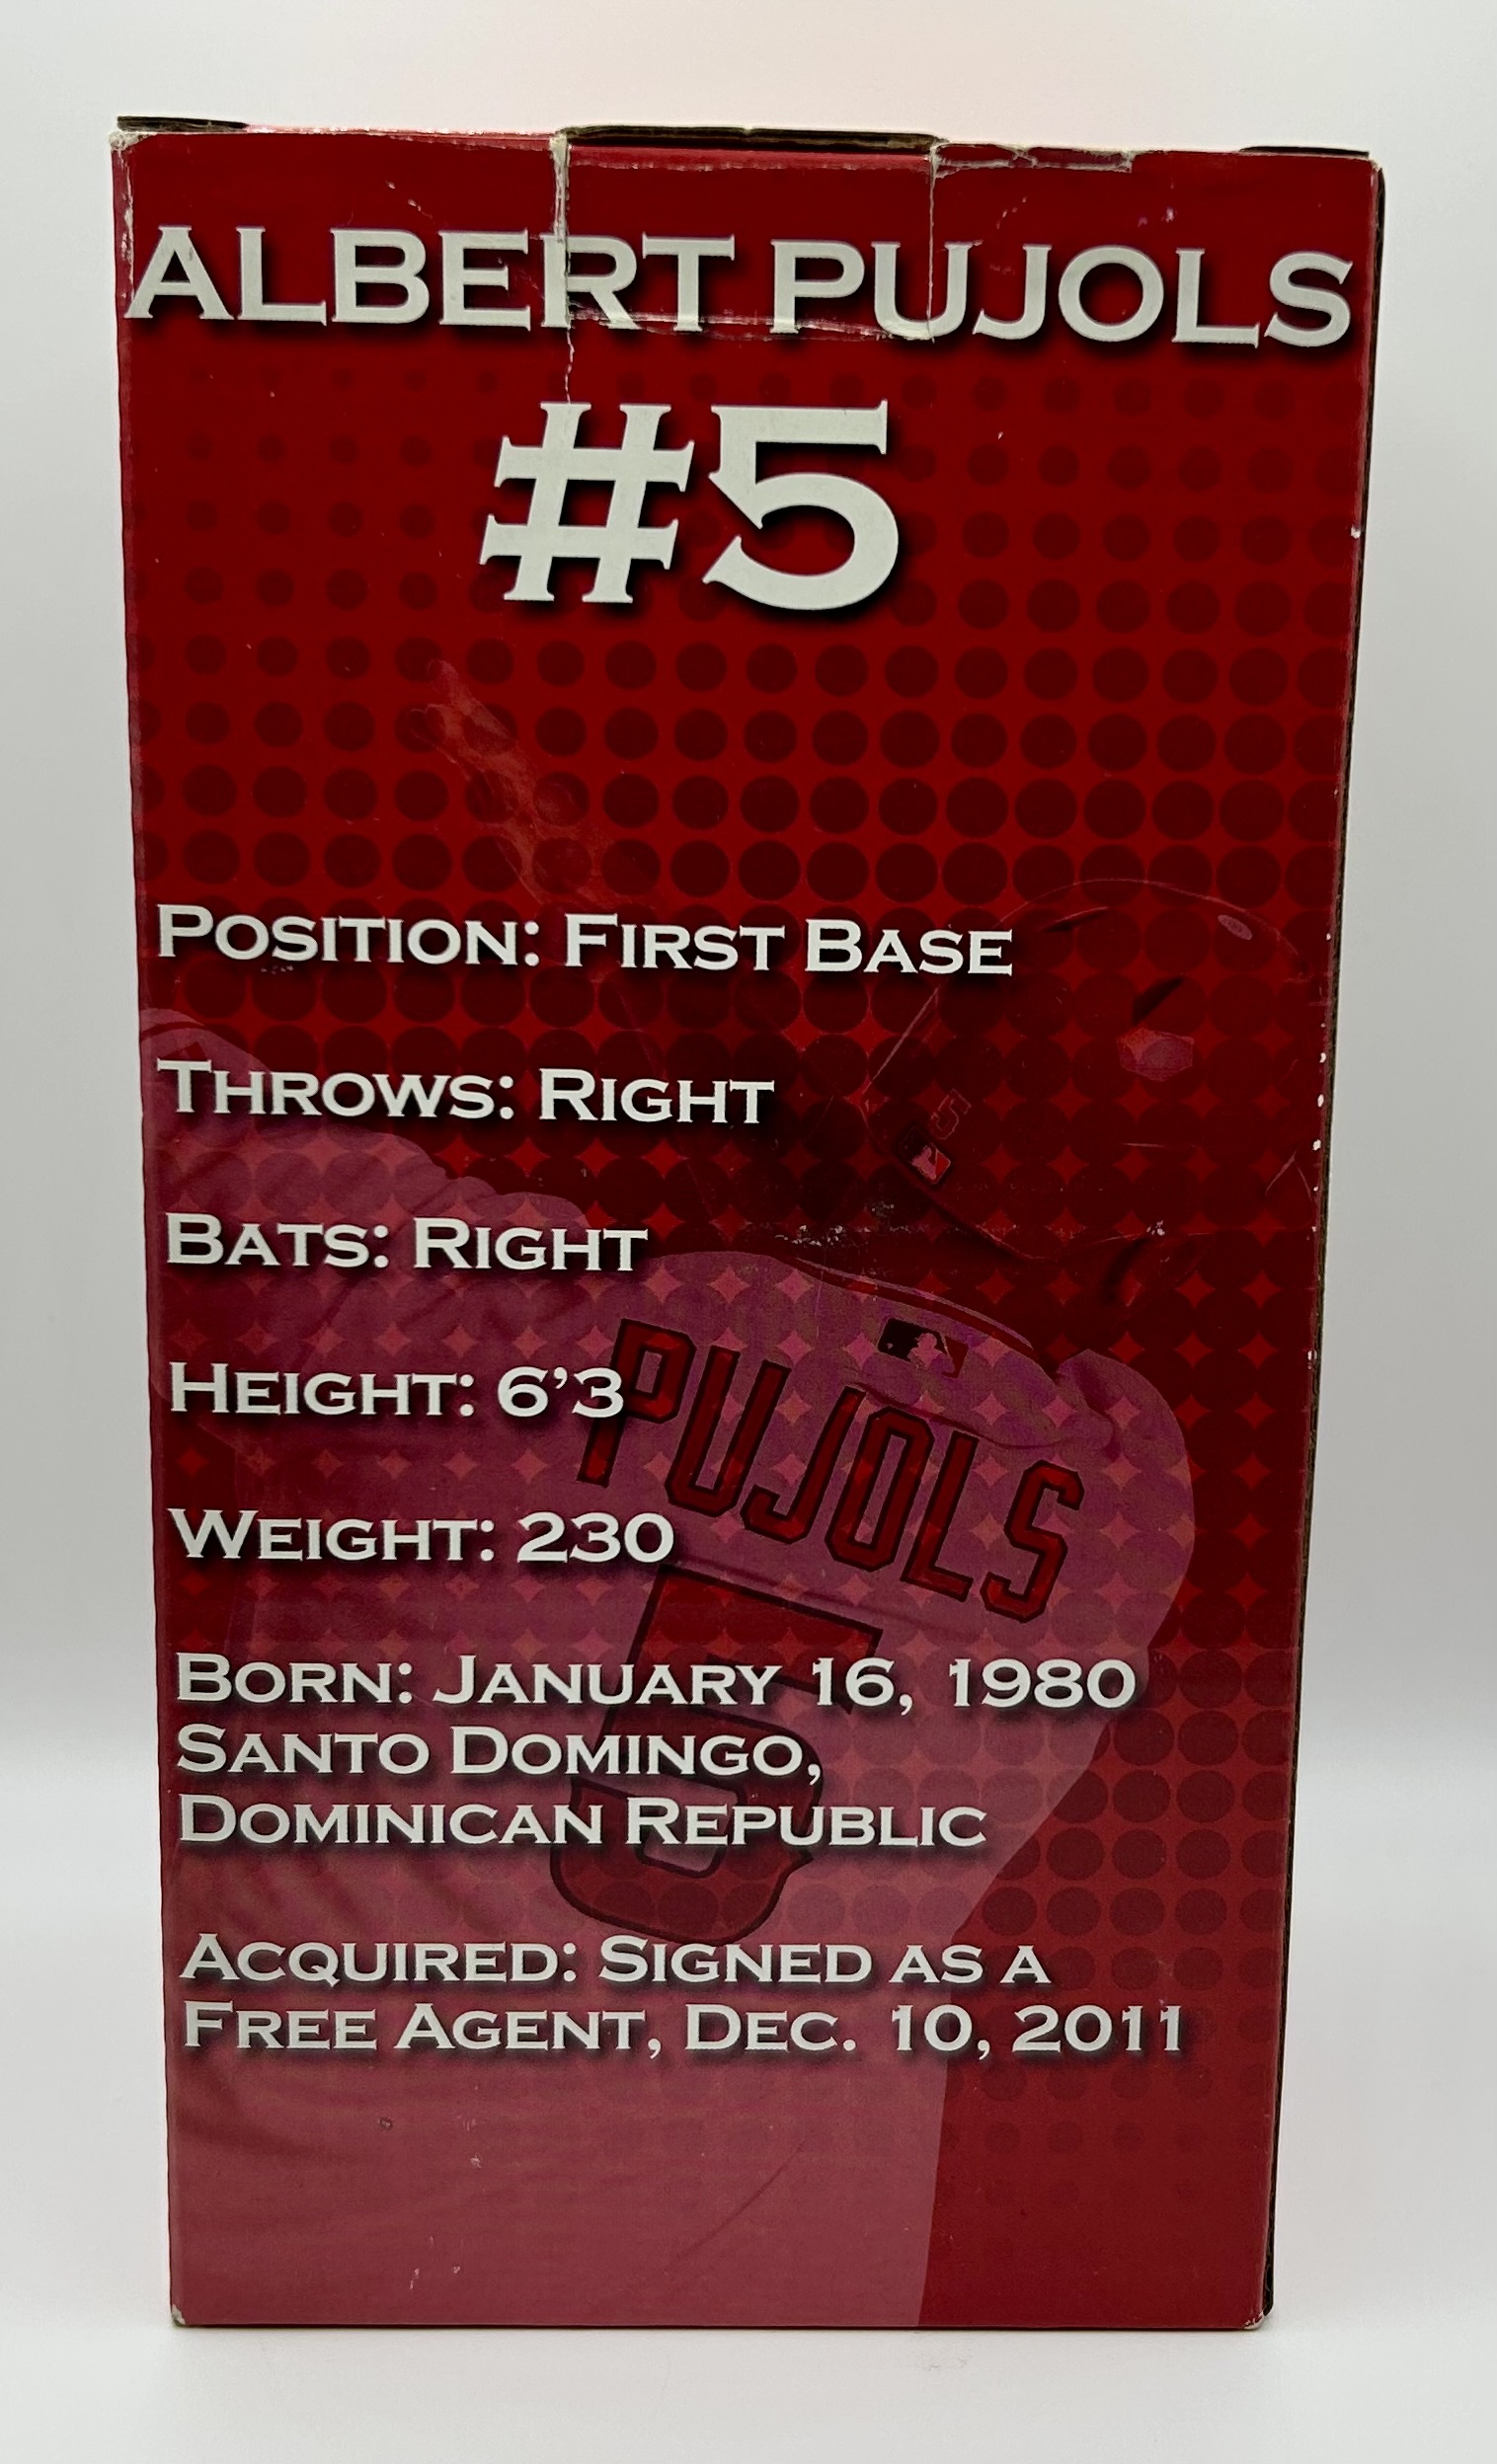 ALBERT PUJOLS
#5
POSITION: FIRST BASE
THROWS: RIGHT
BATS: RIGHT
HEIGHT: 6'3
WEIGHT: 230
BORN: JANUARY 16, 1980
SANTO DOMINGO,
DOMINICAN REPUBLIC
ACQUIRED: SIGNED AS A
FREE AGENT, DEC. 10, 2011
5
PUJOLS
5